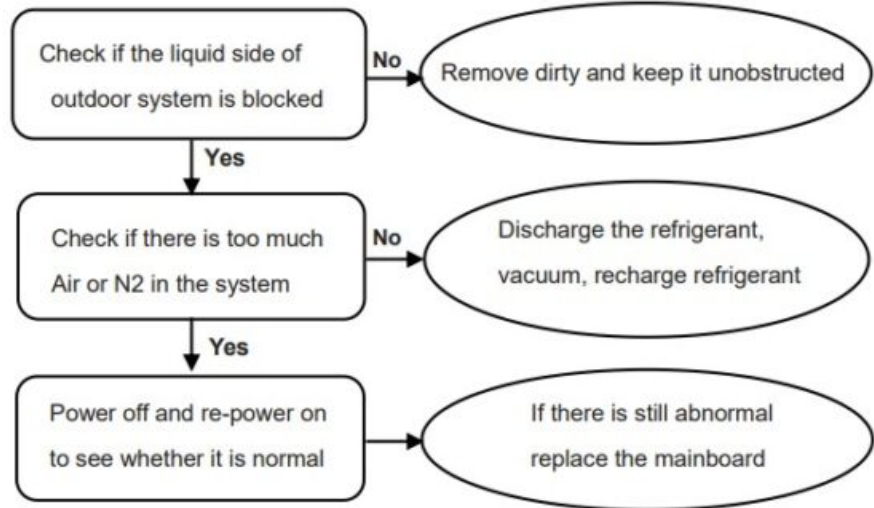 Check if the liquid side of
outdoor system is blocked
No
Remove dirty and keep it unobstructed
Yes
Check if there is too much
Air or N2 in the system
No
Discharge the refrigerant,
vacuum, recharge refrigerant
Yes
Power off and re-power on
to see whether it is normal
If there is still abnormal
replace the mainboard